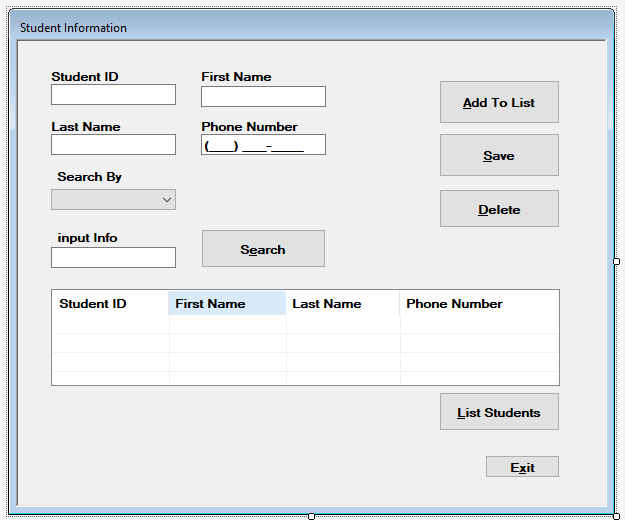 Student Information
Student ID
First Name
Add To List
Last Name
Phone Number
(___) ___-____
Save
Search By
Delete
input Info
Search
Student ID First Name Last Name Phone Number
List Students
Exit